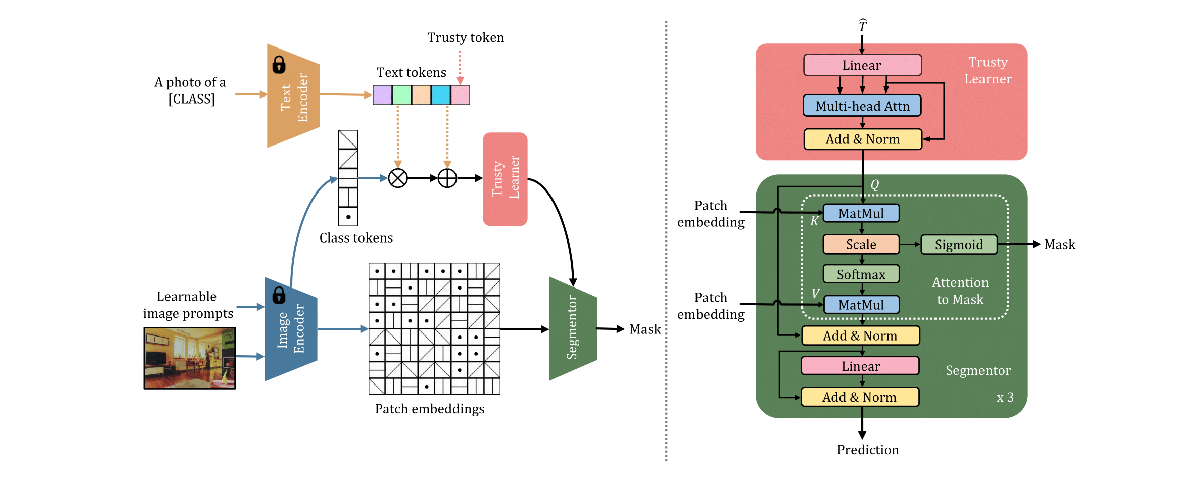 Trusty token
Text tokens
A photo of a
[CLASS]
Text
Encoder
Trusty
Learner
Class tokens
Learnable
image prompts
Image
Encoder
Patch embeddings
Segmentor
Mask
T̂
Linear
Trusty
Learner
Multi-head Attn
Add & Norm
Q
Patch
embedding
K
MatMul
Scale
Sigmoid
Mask
Softmax
Attention
to Mask
Patch
embedding
V
MatMul
Add & Norm
Linear
Segmentor
Add & Norm
x 3
Prediction